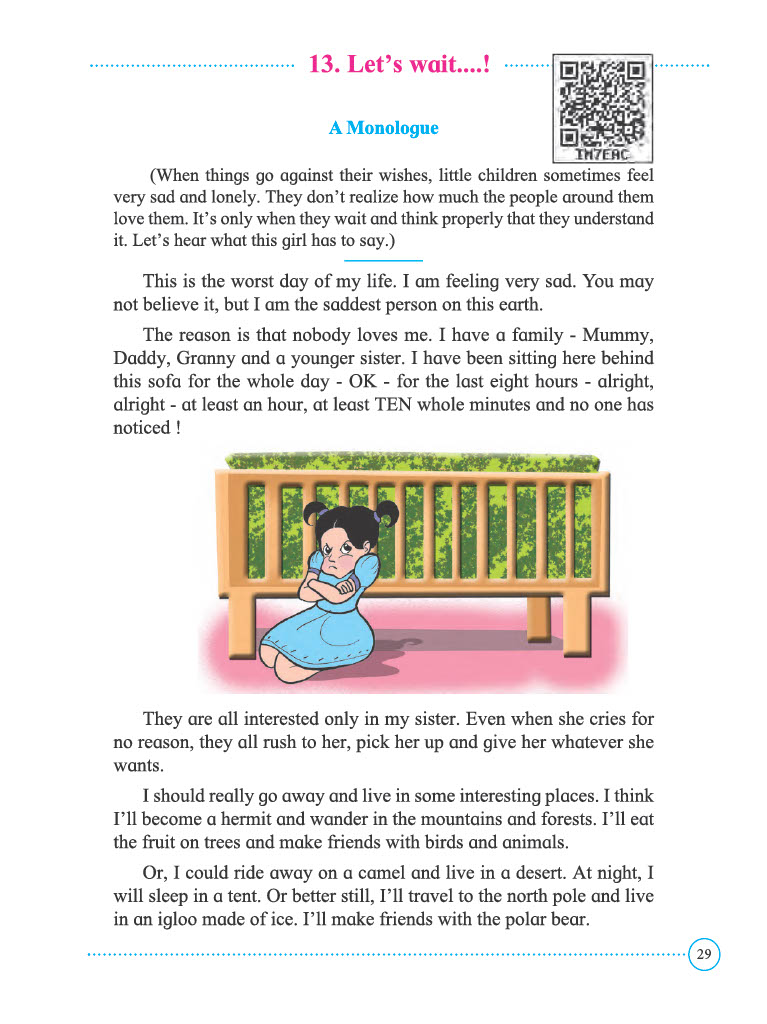 13. Let's wait....!
IM7EAC
A Monologue
(When things go against their wishes, little children sometimes feel
very sad and lonely. They don't realize how much the people around them
love them. It's only when they wait and think properly that they understand
it. Let's hear what this girl has to say.)
This is the worst day of my life. I am feeling very sad. You may
not believe it, but I am the saddest person on this earth.
The reason is that nobody loves me. I have a family - Mummy,
Daddy, Granny and a younger sister. I have been sitting here behind
this sofa for the whole day - OK - for the last eight hours - alright,
alright - at least an hour, at least TEN whole minutes and no one has
noticed !
They are all interested only in my sister. Even when she cries for
no reason, they all rush to her, pick her up and give her whatever she
wants.
I should really go away and live in some interesting places. I think
I'll become a hermit and wander in the mountains and forests. I'll eat
the fruit on trees and make friends with birds and animals.
Or, I could ride away on a camel and live in a desert. At night, I
will sleep in a tent. Or better still, I'll travel to the north pole and live
in an igloo made of ice. I'll make friends with the polar bear.
29